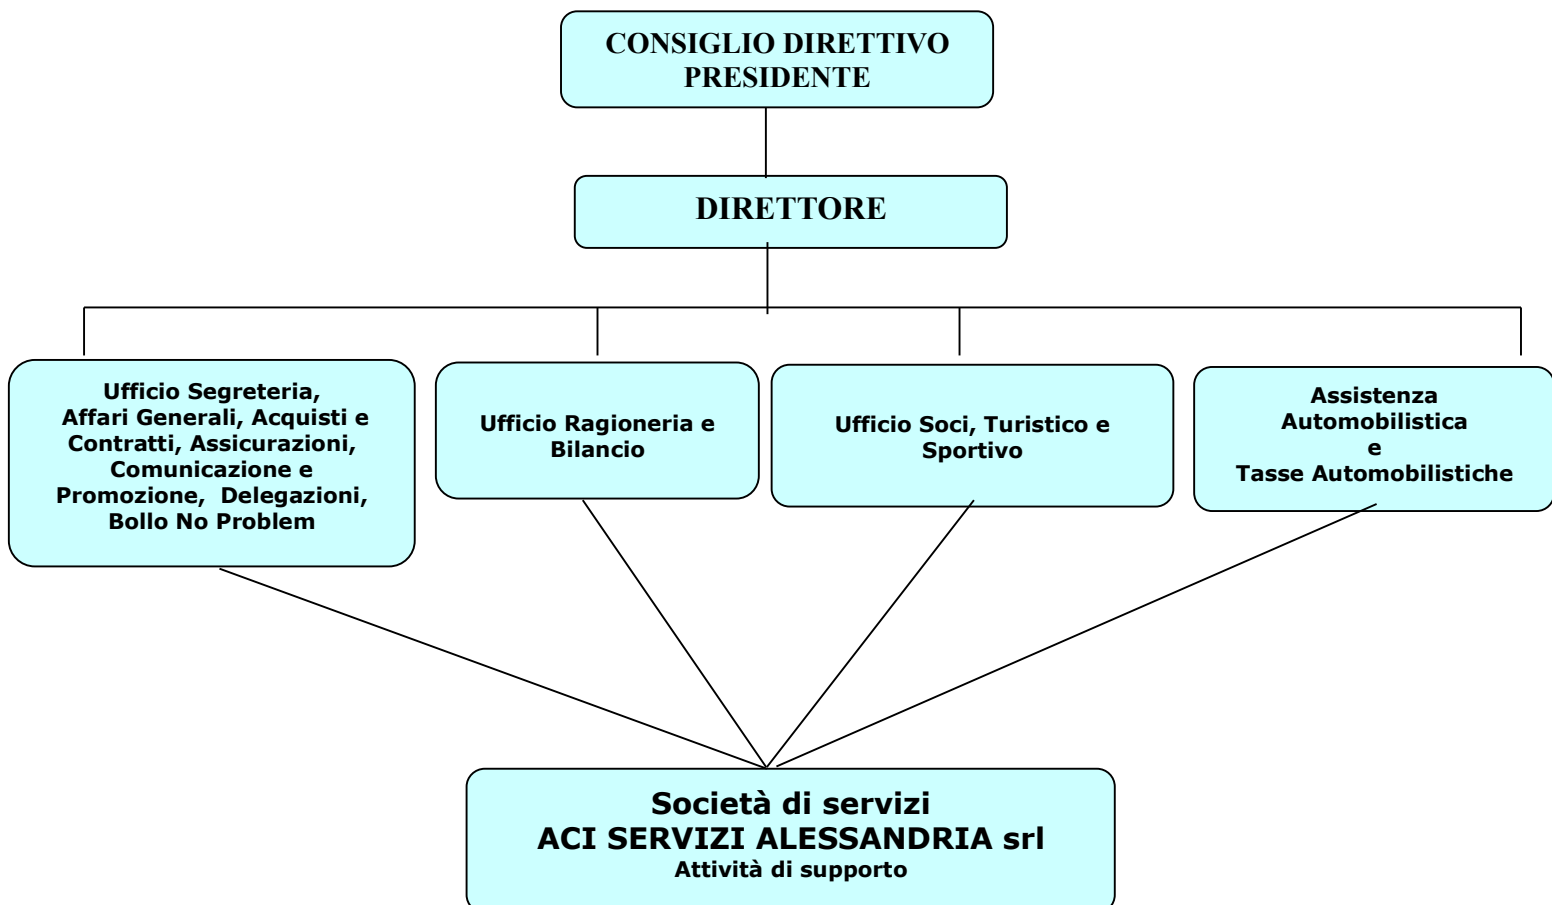 CONSIGLIO DIRETTIVO
PRESIDENTE
DIRETTORE
Ufficio Segreteria,
Affari Generali, Acquisti e
Contratti, Assicurazioni,
Comunicazione e
Promozione, Delegazioni,
Bollo No Problem
Ufficio Ragioneria e
Bilancio
Ufficio Soci, Turistico e
Sportivo
Assistenza
Automobilistica
e
Tasse Automobilistiche
Società di servizi
ACI SERVIZI ALESSANDRIA srl
Attività di supporto